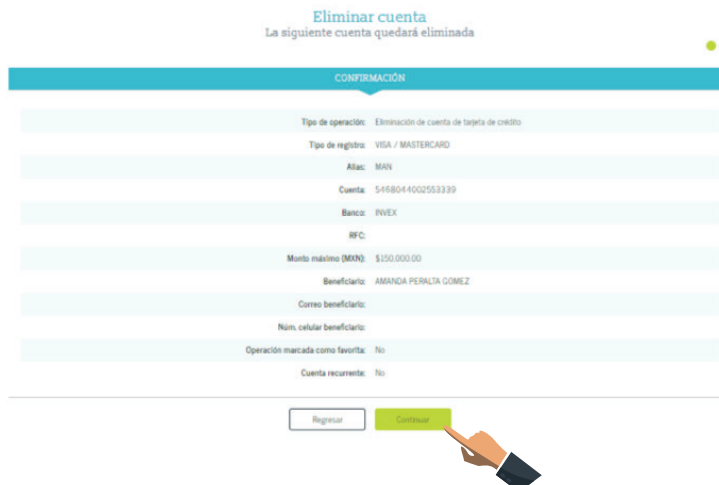 Eliminar cuenta
La siguiente cuenta quedará eliminada
CONFIRMACIÓN
Tipo de operación: Eliminación de cuenta de tarjeta de crédito
Tipo de registro: VISA / MASTERCARD
Alias: MAN
Cuenta: 5468044002553339
Banco: INVEX
RFC:
Monto máximo (MXN): $150,000.00
Beneficiario: AMANDA PERALTA GOMEZ
Correo beneficiario:
Núm. celular beneficiario:
Operación marcada como favorita: No
Cuenta recurrente: No
Regresar Continuar